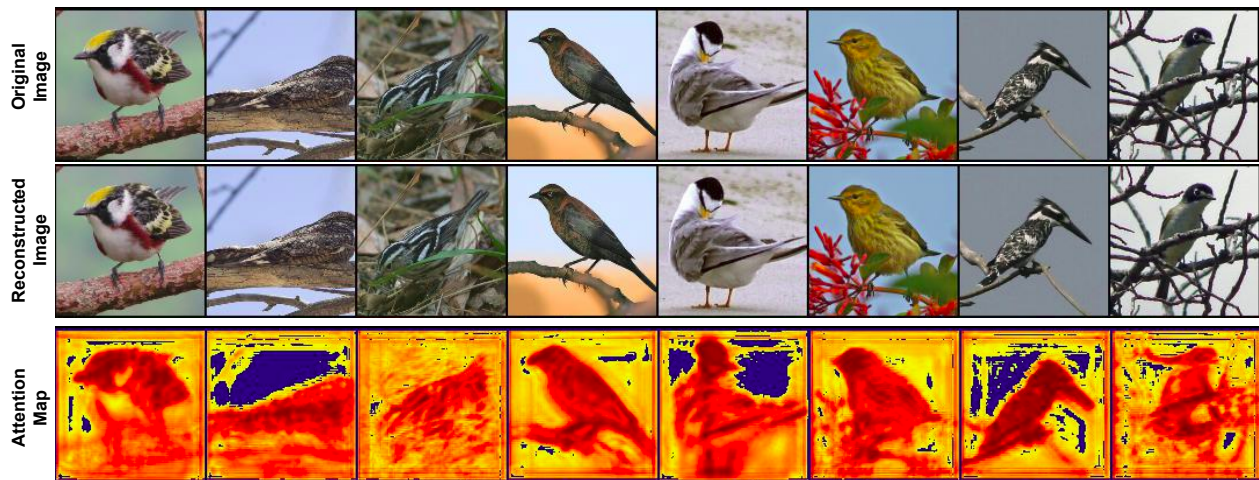 Original
Image
Reconstructed
Image
Attention
Map